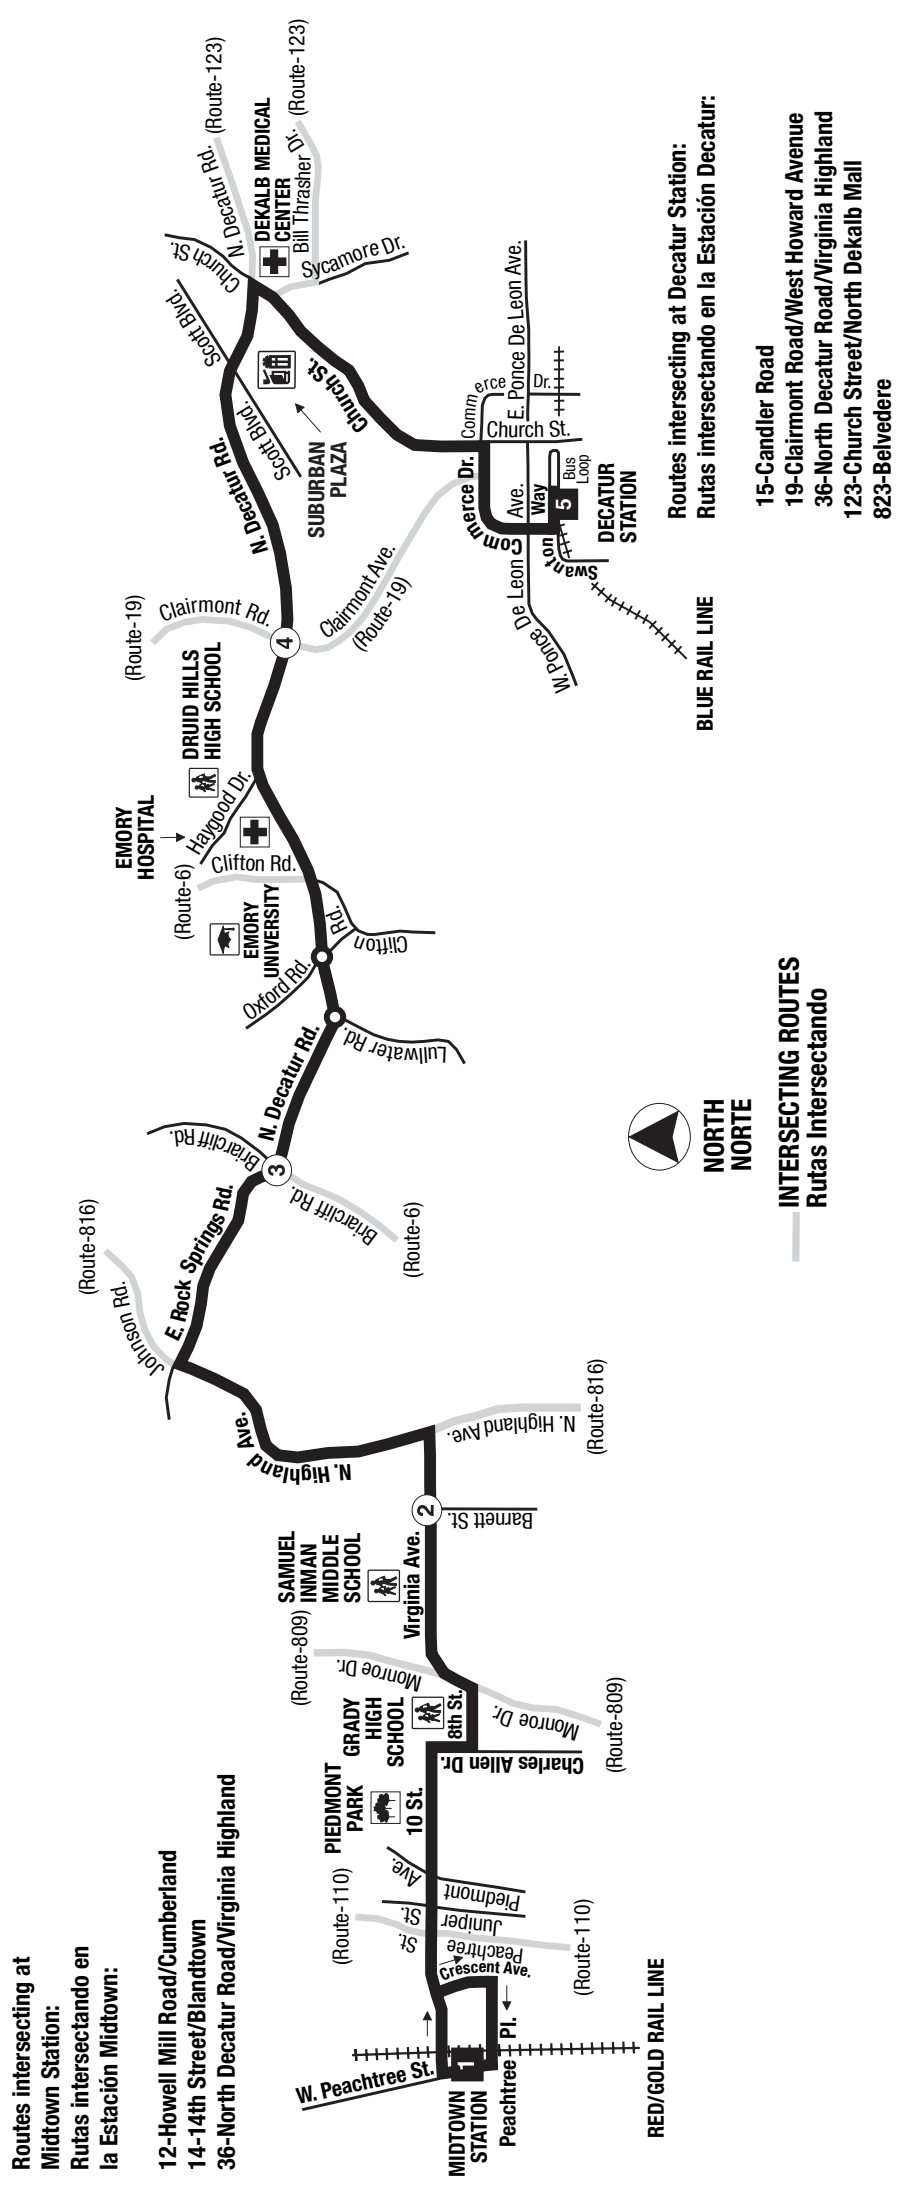 Routes intersecting at
Midtown Station:
Rutas intersectando en
la Estación Midtown:
12-Howell Mill Road/Cumberland
14-14th Street/Blandtown
36-North Decatur Road/Virginia Highland
W. Peachtree St.
1
MIDTOWN
STATION
Peachtree Pl.
RED/GOLD RAIL LINE
Crescent Ave.
(Route-110)
Peachtree St.
(Route-110)
Juniper St.
Piedmont Ave.
PIEDMONT
PARK
10 St.
Charles Allen Dr.
GRADY
HIGH
SCHOOL
8th St.
(Route-809)
Monroe Dr.
Monroe Dr.
(Route-809)
SAMUEL
INMAN
MIDDLE
SCHOOL
Virginia Ave.
2
Barnett St.
N. Highland Ave.
(Route-816)
N. Highland Ave.
Johnson Rd.
(Route-816)
E. Rock Springs Rd.
Briarcliff Rd.
3
Briarcliff Rd.
(Route-6)
N. Decatur Rd.
Lullwater Rd.
Oxford Rd.
EMORY
UNIVERSITY
(Route-6)
Clifton Rd.
Clifton Rd.
EMORY
HOSPITAL
Haygood Dr.
DRUID HILLS
HIGH SCHOOL
(Route-19)
Clairmont Rd.
4
Clairmont Ave.
(Route-19)
N. Decatur Rd.
Scott Blvd.
Scott Blvd.
SUBURBAN
PLAZA
Church St.
Church St.
N. Decatur Rd. (Route-123)
DEKALB MEDICAL
CENTER
Bill Thrasher Dr. (Route-123)
Sycamore Dr.
Commerce Dr.
Commerce Dr.
Church St.
E. Ponce De Leon Ave.
W. Ponce De Leon Ave.
Swanton Way
5
Bus
Loop
DECATUR
STATION
BLUE RAIL LINE
Routes intersecting at Decatur Station:
Rutas intersectando en la Estación Decatur:
15-Candler Road
19-Clairmont Road/West Howard Avenue
36-North Decatur Road/Virginia Highland
123-Church Street/North Dekalb Mall
823-Belvedere
NORTH
NORTE
INTERSECTING ROUTES
Rutas Intersectando